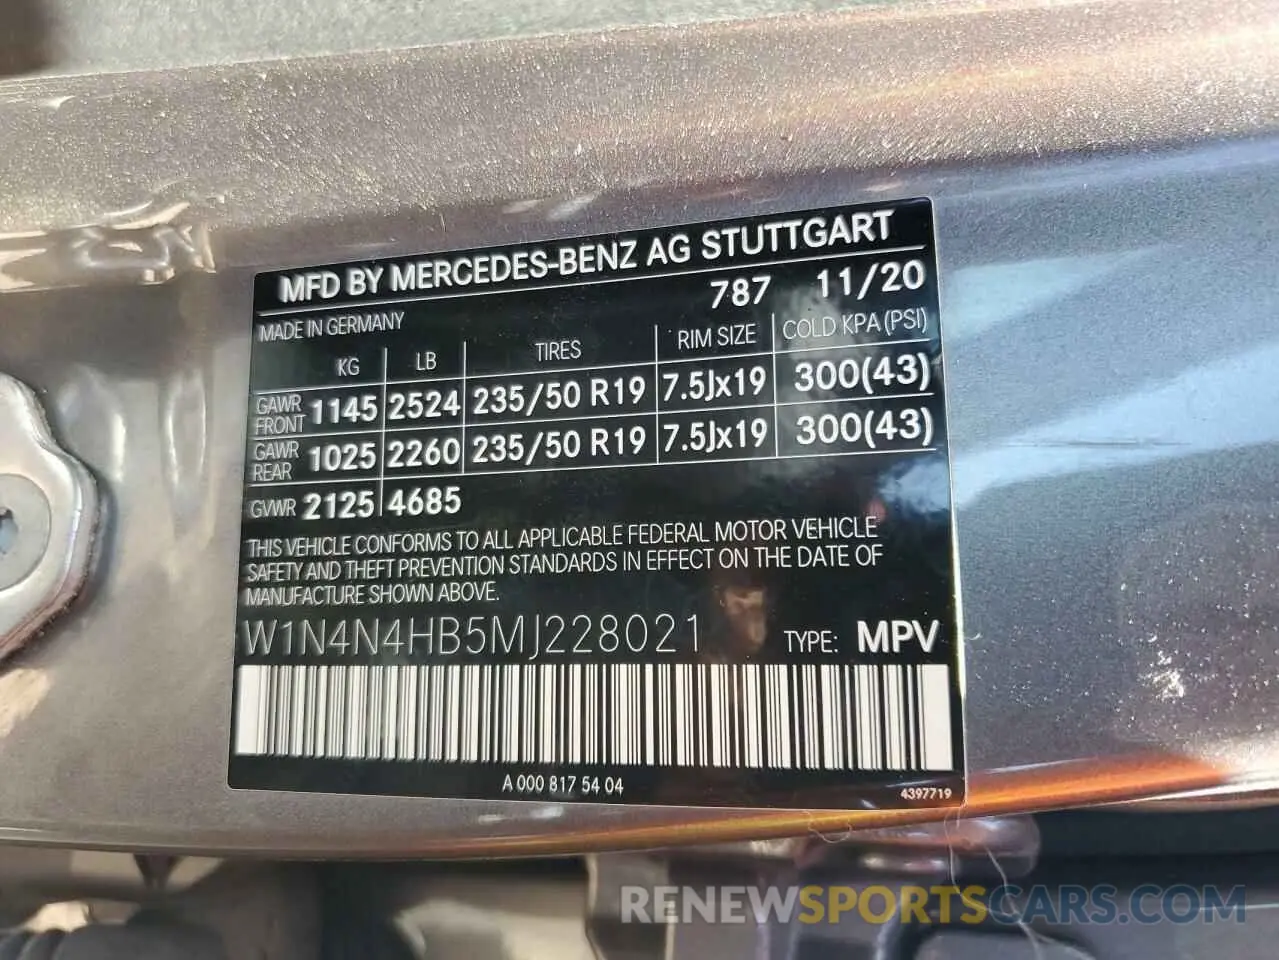 MFD BY MERCEDES-BENZ AG STUTTGART
787 11/20
MADE IN GERMANY
KG LB TIRES RIM SIZE COLD KPA (PSI)
GAWR FRONT 1145 2524 235/50 R19 7.5Jx19 300(43)
GAWR REAR 1025 2260 235/50 R19 7.5Jx19 300(43)
GVWR 2125 4685
THIS VEHICLE CONFORMS TO ALL APPLICABLE FEDERAL MOTOR VEHICLE
SAFETY AND THEFT PREVENTION STANDARDS IN EFFECT ON THE DATE OF
MANUFACTURE SHOWN ABOVE.
W1N4N4HB5MJ228021 TYPE: MPV
A 000 817 54 04
4397719
RENEWSPORTSCARS.COM